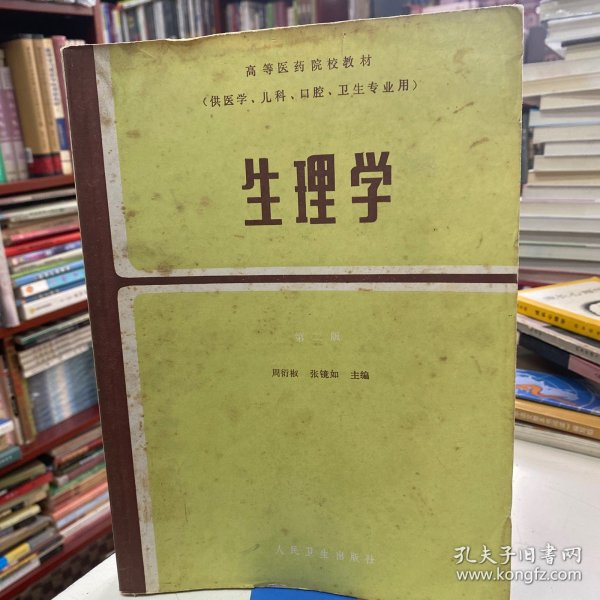 高等医药院校教材
（供医学、儿科、口腔、卫生专业用）
生理学
第二版
周衍椒 张镜如 主编
人民卫生出版社
孔夫子旧书网
www.kongfz.com